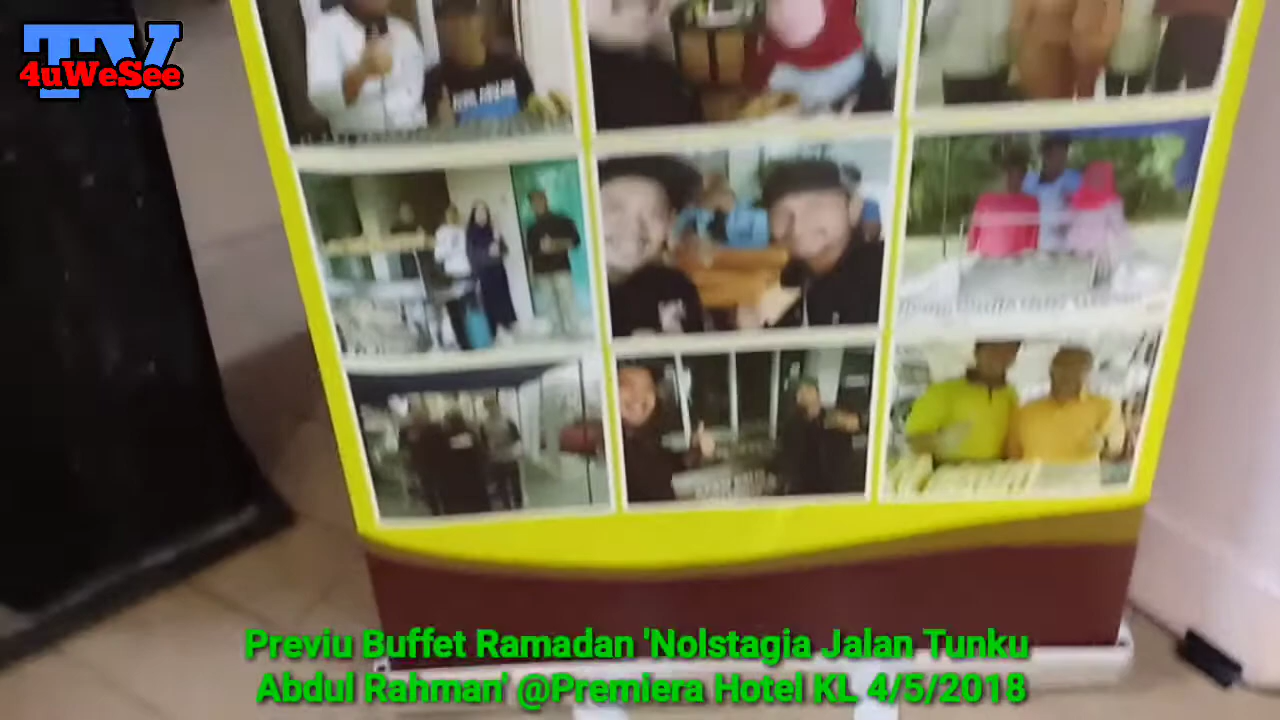 TV
4uWeSee
Previu Buffet Ramadan 'Nolstagia Jalan Tunku
Abdul Rahman' @Premiera Hotel KL 4/5/2018